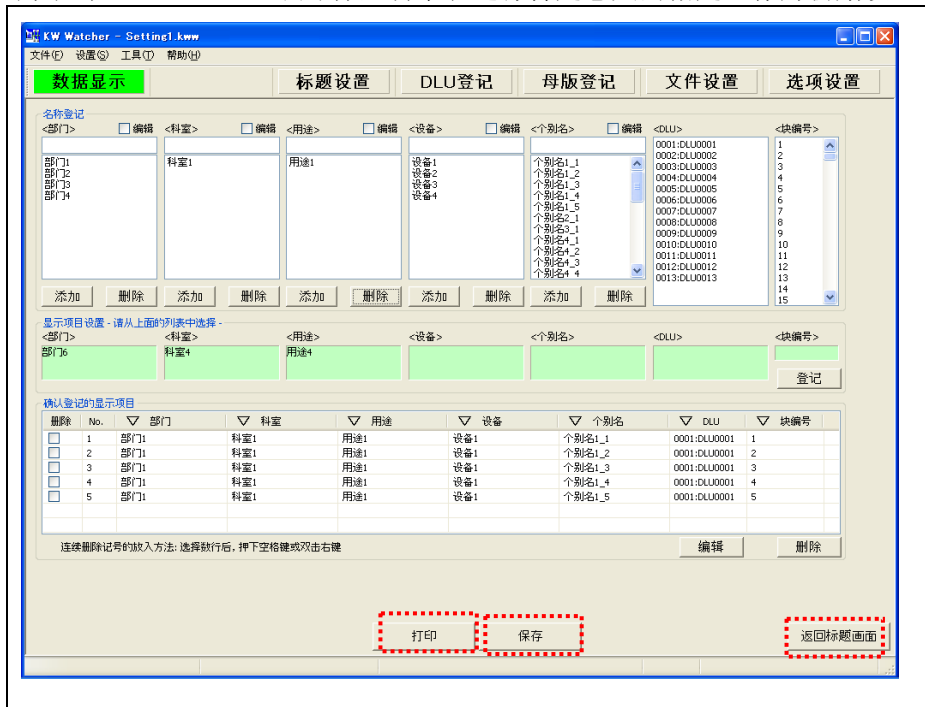 KW Watcher - Setting1.kww
文件(F) 设置(S) 工具(T) 帮助(H)
数据显示 标题设置 DLU登记 母版登记 文件设置 选项设置
名称登记
<部门> 编辑 <科室> 编辑 <用途> 编辑 <设备> 编辑 <个别名> 编辑 <DLU> <块编号>
部门1
部门2
部门3
部门4
科室1
用途1
设备1
设备2
设备3
设备4
个别名1_1
个别名1_2
个别名1_3
个别名1_4
个别名1_5
个别名2_1
个别名3_1
个别名4_1
个别名4_2
个别名4_3
个别名4 4
0001:DLU0001
0002:DLU0002
0003:DLU0003
0004:DLU0004
0005:DLU0005
0006:DLU0006
0007:DLU0007
0008:DLU0008
0009:DLU0009
0010:DLU0010
0011:DLU0011
0012:DLU0012
0013:DLU0013
1
2
3
4
5
6
7
8
9
10
11
12
13
14
15
添加 删除 添加 删除 添加 删除 添加 删除 添加 删除
显示项目设置 - 请从上面的列表中选择 -
<部门> <科室> <用途> <设备> <个别名> <DLU> <块编号>
部门6 科室4 用途4
登记
确认登记的显示项目
删除 No. ▽ 部门 ▽ 科室 ▽ 用途 ▽ 设备 ▽ 个别名 ▽ DLU ▽ 块编号
1 部门1 科室1 用途1 设备1 个别名1_1 0001:DLU0001 1
2 部门1 科室1 用途1 设备1 个别名1_2 0001:DLU0001 2
3 部门1 科室1 用途1 设备1 个别名1_3 0001:DLU0001 3
4 部门1 科室1 用途1 设备1 个别名1_4 0001:DLU0001 4
5 部门1 科室1 用途1 设备1 个别名1_5 0001:DLU0001 5
连续删除记号的放入方法: 选择数行后, 押下空格键或双击右键 编辑 删除
打印 保存 返回标题画面